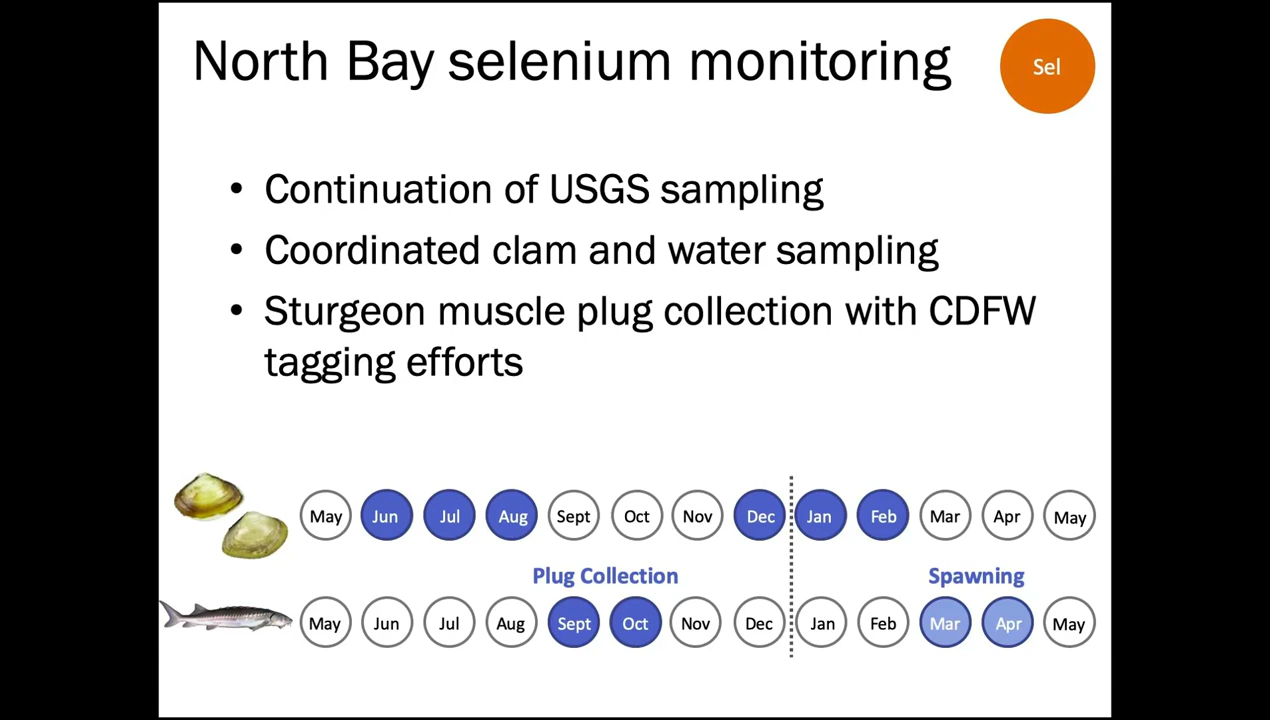 North Bay selenium monitoring
Sel
• Continuation of USGS sampling
• Coordinated clam and water sampling
• Sturgeon muscle plug collection with CDFW
tagging efforts
May Jun Jul Aug Sept Oct Nov Dec Jan Feb Mar Apr May
Plug Collection Spawning
May Jun Jul Aug Sept Oct Nov Dec Jan Feb Mar Apr May